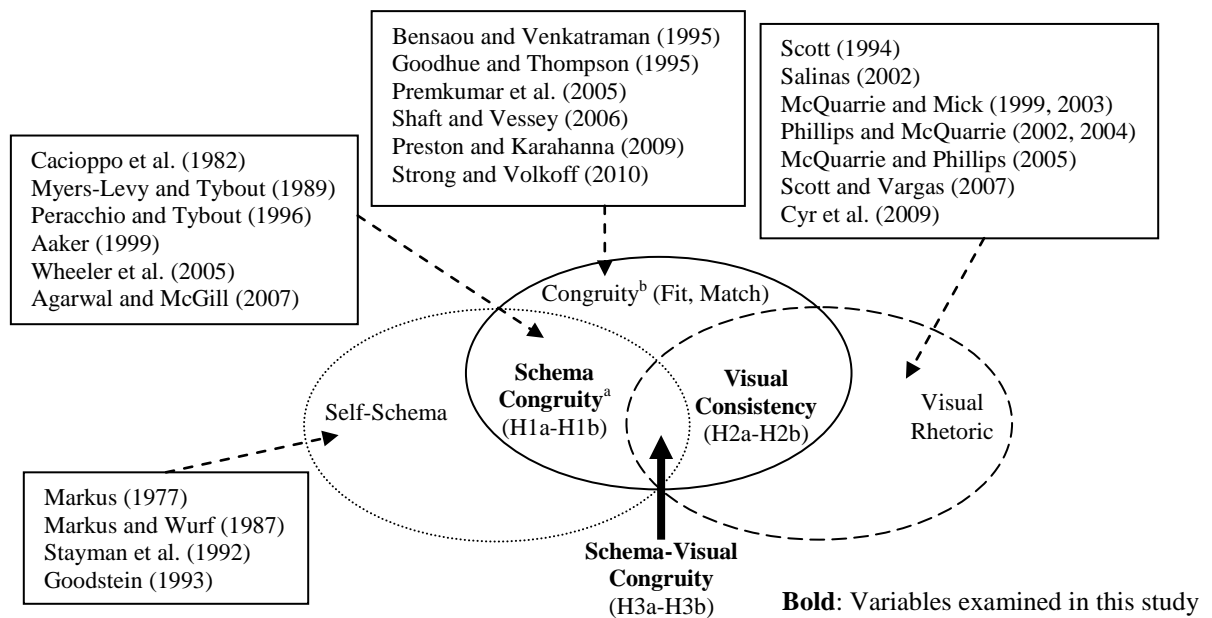 Bensaou and Venkatraman (1995)
Goodhue and Thompson (1995)
Premkumar et al. (2005)
Shaft and Vessey (2006)
Preston and Karahanna (2009)
Strong and Volkoff (2010)
Scott (1994)
Salinas (2002)
McQuarrie and Mick (1999, 2003)
Phillips and McQuarrie (2002, 2004)
McQuarrie and Phillips (2005)
Scott and Vargas (2007)
Cyr et al. (2009)
Cacioppo et al. (1982)
Myers-Levy and Tybout (1989)
Peracchio and Tybout (1996)
Aaker (1999)
Wheeler et al. (2005)
Agarwal and McGill (2007)
Congruityᵇ (Fit, Match)
Self-Schema
Schema
Congruityᵃ
(H1a-H1b)
Visual
Consistency
(H2a-H2b)
Visual
Rhetoric
Markus (1977)
Markus and Wurf (1987)
Stayman et al. (1992)
Goodstein (1993)
Schema-Visual
Congruity
(H3a-H3b)
Bold: Variables examined in this study